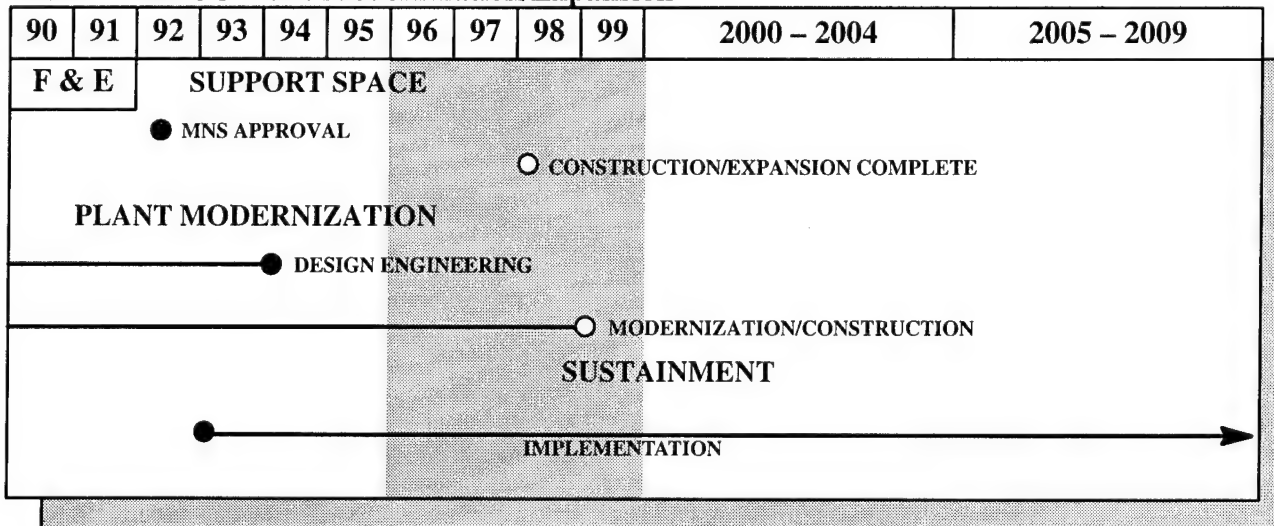 90 91 92 93 94 95 96 97 98 99 2000 – 2004 2005 – 2009
F & E SUPPORT SPACE
MNS APPROVAL
CONSTRUCTION/EXPANSION COMPLETE
PLANT MODERNIZATION
DESIGN ENGINEERING
MODERNIZATION/CONSTRUCTION
SUSTAINMENT
IMPLEMENTATION